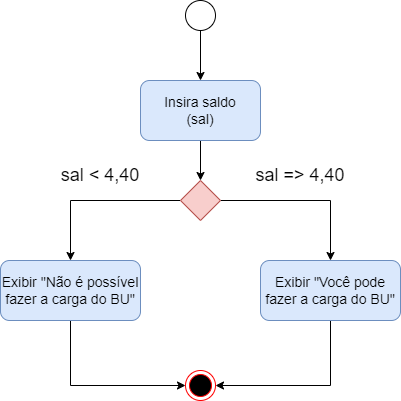 Insira saldo
(sal)
sal < 4,40
sal => 4,40
Exibir "Não é possível
fazer a carga do BU"
Exibir "Você pode
fazer a carga do BU"